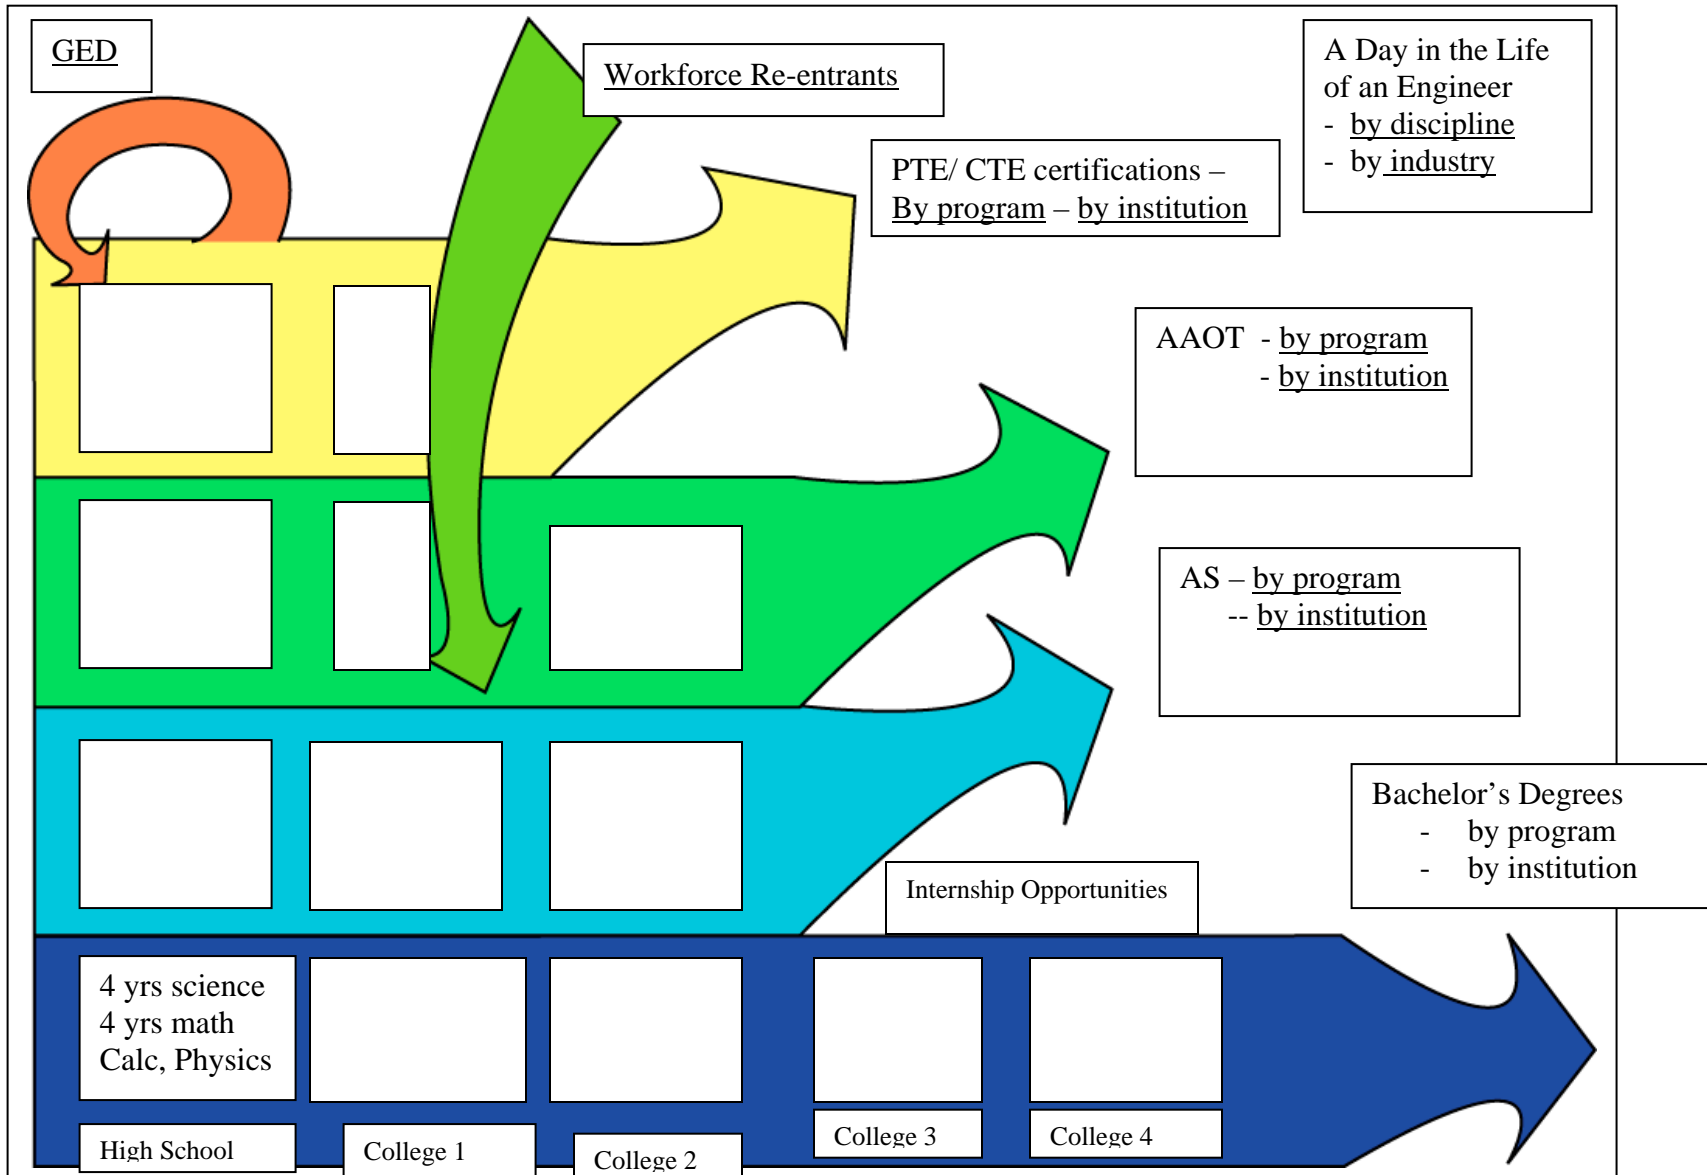 GED
Workforce Re-entrants
A Day in the Life
of an Engineer
- by discipline
- by industry
PTE/ CTE certifications –
By program – by institution
AAOT - by program
- by institution
AS – by program
-- by institution
Bachelor’s Degrees
- by program
- by institution
Internship Opportunities
4 yrs science
4 yrs math
Calc, Physics
High School
College 1
College 2
College 3
College 4